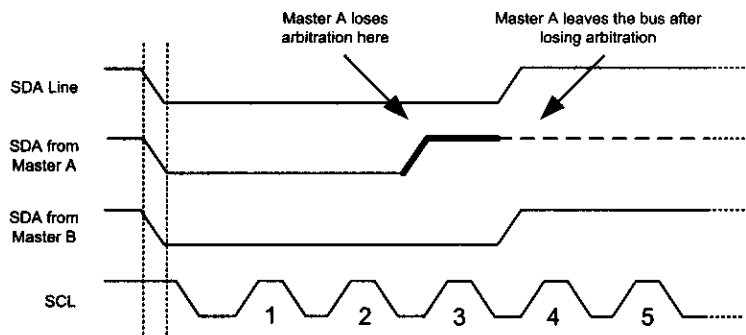 Master A loses
arbitration here
Master A leaves the bus after
losing arbitration
SDA Line
SDA from
Master A
SDA from
Master B
SCL
1 2 3 4 5